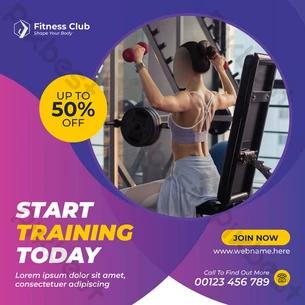 Fitness Club
Shape Your Body
UP TO
50%
OFF
START
TRAINING
TODAY
Lorem ipsum dolor sit amet,
consectetuer adipiscing
JOIN NOW
www.webname.here
Call To Find Out More
00123 456 789